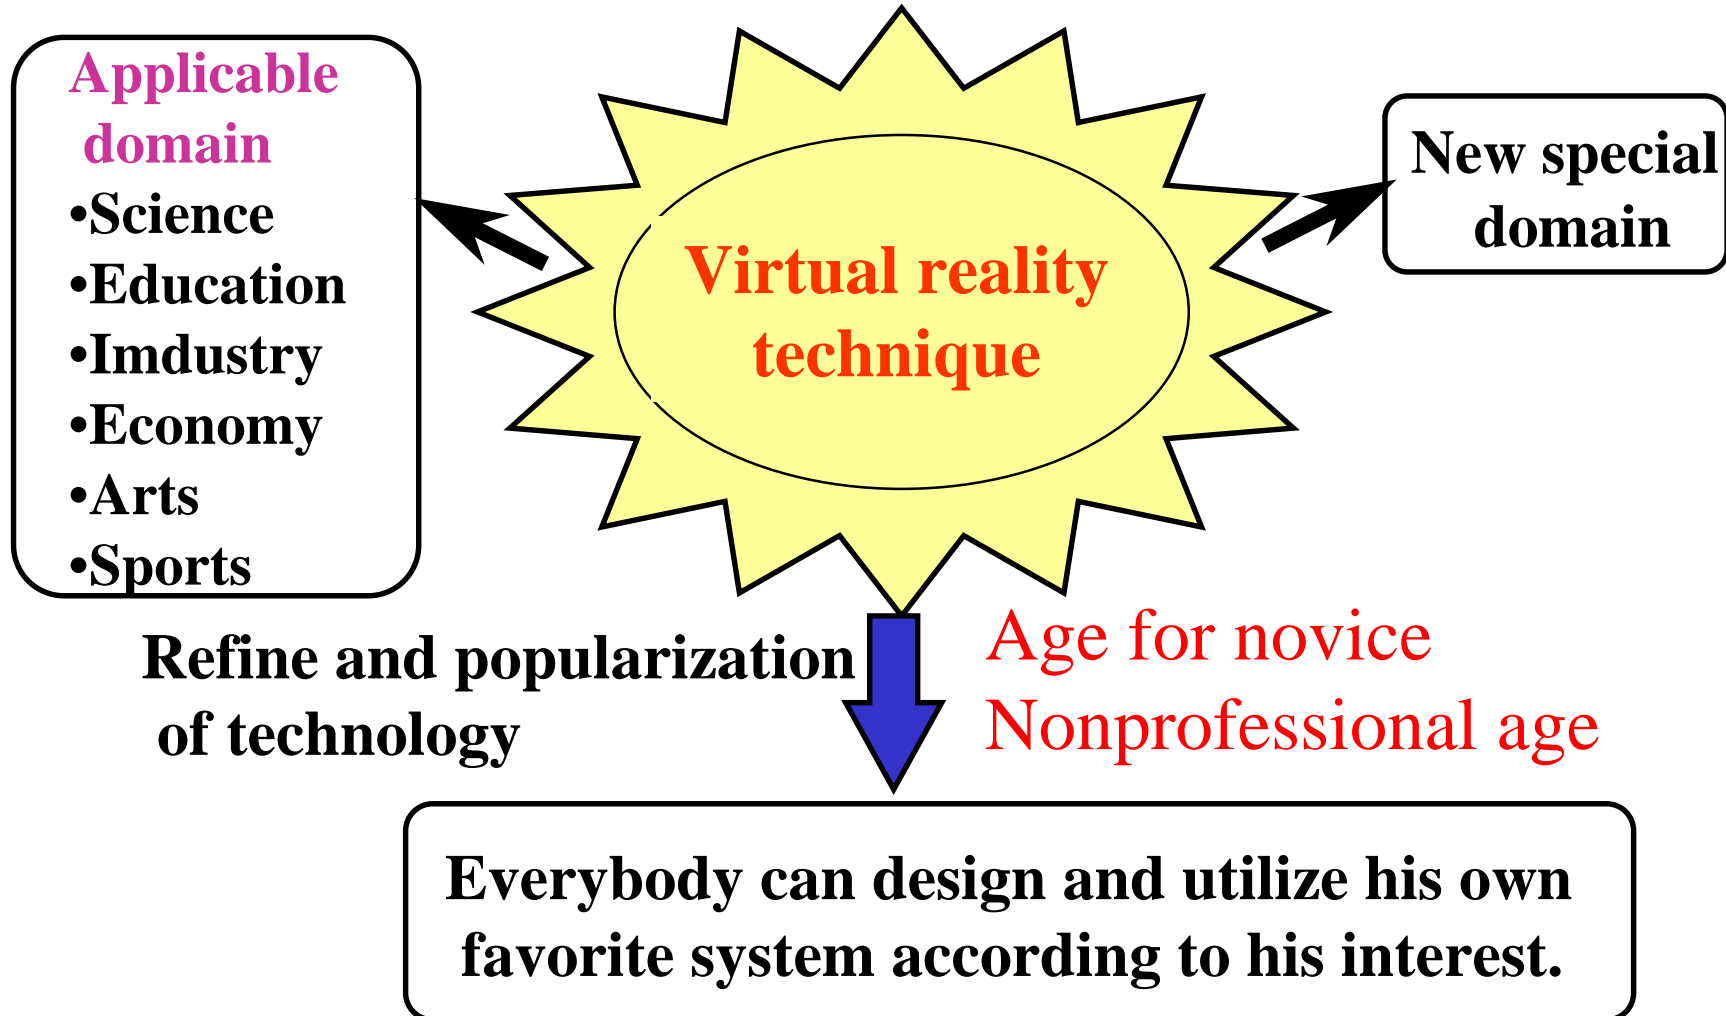 Applicable
domain
•Science
•Education
•Imdustry
•Economy
•Arts
•Sports
Virtual reality
technique
New special
domain
Refine and popularization
of technology
Age for novice
Nonprofessional age
Everybody can design and utilize his own
favorite system according to his interest.